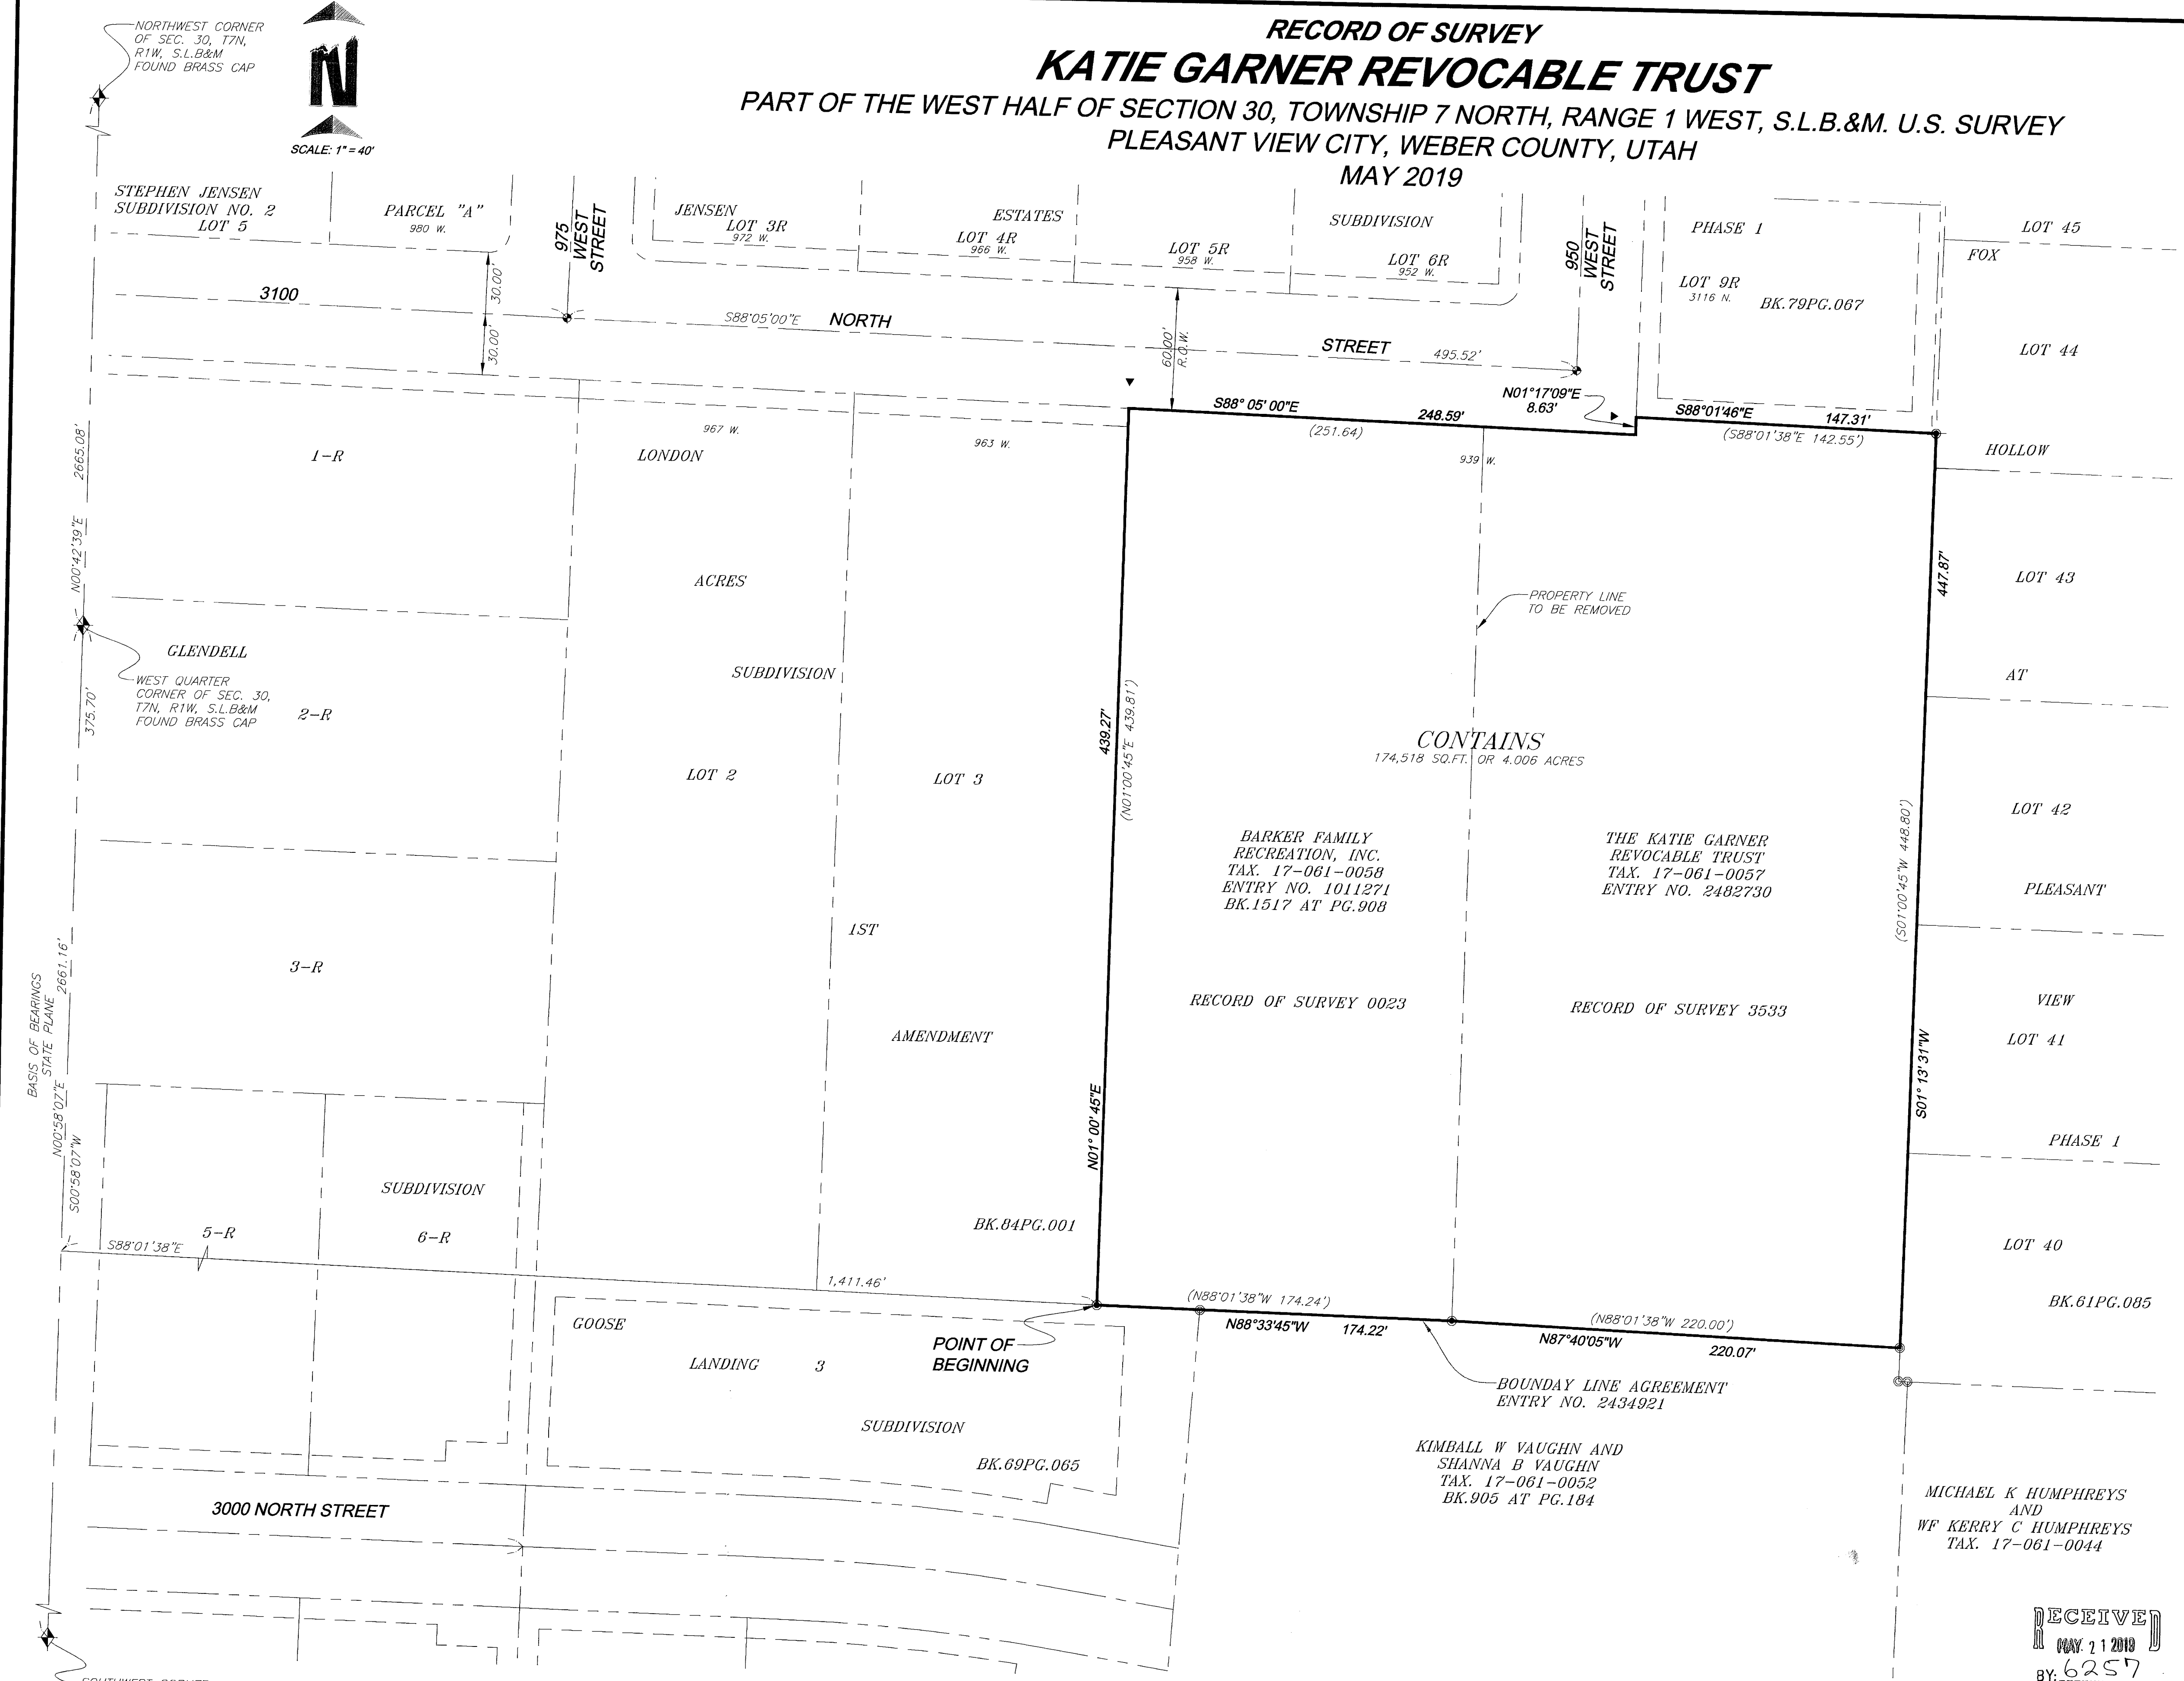 RECORD OF SURVEY
KATIE GARNER REVOCABLE TRUST
PART OF THE WEST HALF OF SECTION 30, TOWNSHIP 7 NORTH, RANGE 1 WEST, S.L.B.&M. U.S. SURVEY
PLEASANT VIEW CITY, WEBER COUNTY, UTAH
MAY 2019
NORTHWEST CORNER
OF SEC. 30, T7N,
R1W, S.L.B&M
FOUND BRASS CAP
N
SCALE: 1" = 40'
STEPHEN JENSEN
SUBDIVISION NO. 2
LOT 5
PARCEL "A"
980 W.
975
WEST
STREET
JENSEN
LOT 3R
972 W.
ESTATES
LOT 4R
966 W.
LOT 5R
958 W.
SUBDIVISION
LOT 6R
952 W.
950
WEST
STREET
PHASE 1
LOT 9R
3116 N.
BK.79PG.067
LOT 45
FOX
LOT 44
3100
30.00'
30.00'
S88°05'00"E
NORTH
STREET
495.52'
60.00'
R.O.W.
S88° 05' 00"E
248.59'
(251.64)
N01°17'09"E
8.63'
S88°01'46"E
147.31'
(S88°01'38"E 142.55')
939 W.
HOLLOW
2665.08'
N00°42'39"E
1-R
967 W.
LONDON
963 W.
ACRES
SUBDIVISION
PROPERTY LINE
TO BE REMOVED
447.87'
LOT 43
AT
GLENDELL
WEST QUARTER
CORNER OF SEC. 30,
T7N, R1W, S.L.B&M
FOUND BRASS CAP
375.70'
2-R
LOT 2
LOT 3
439.27'
(N01°00'45"E 439.81')
CONTAINS
174,518 SQ.FT. OR 4.006 ACRES
BARKER FAMILY
RECREATION, INC.
TAX. 17-061-0058
ENTRY NO. 1011271
BK.1517 AT PG.908
THE KATIE GARNER
REVOCABLE TRUST
TAX. 17-061-0057
ENTRY NO. 2482730
(S01°00'45"W 448.80')
LOT 42
PLEASANT
1ST
3-R
BASIS OF BEARINGS
STATE PLANE
N00°58'07"E
2661.16'
S00°58'07"W
AMENDMENT
RECORD OF SURVEY 0023
RECORD OF SURVEY 3533
VIEW
LOT 41
N01° 00' 45"E
S01° 13' 31"W
PHASE 1
SUBDIVISION
5-R
6-R
S88°01'38"E
BK.84PG.001
1,411.46'
LOT 40
BK.61PG.085
(N88°01'38"W 174.24')
N88°33'45"W
174.22'
(N88°01'38"W 220.00')
N87°40'05"W
220.07'
GOOSE
LANDING
3
POINT OF
BEGINNING
BOUNDAY LINE AGREEMENT
ENTRY NO. 2434921
SUBDIVISION
BK.69PG.065
KIMBALL W VAUGHN AND
SHANNA B VAUGHN
TAX. 17-061-0052
BK.905 AT PG.184
3000 NORTH STREET
MICHAEL K HUMPHREYS
AND
WF KERRY C HUMPHREYS
TAX. 17-061-0044
RECEIVED
MAY 21 2019
BY: 6257